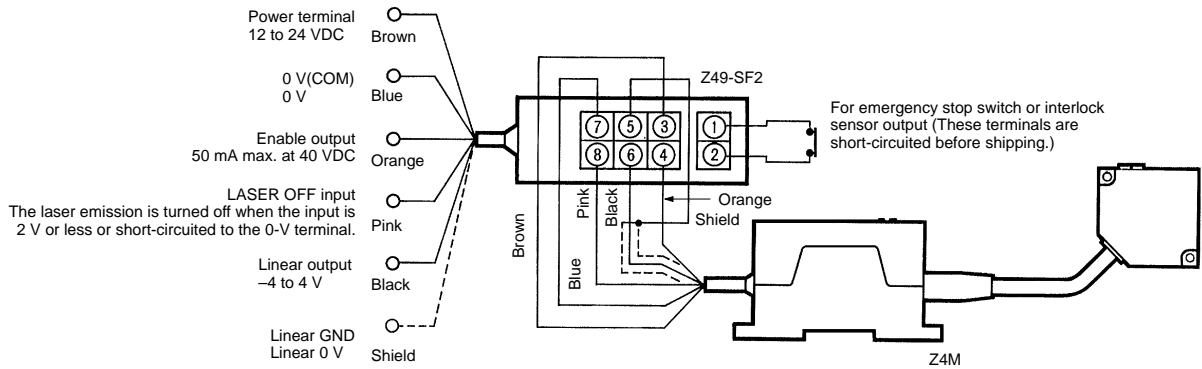 Power terminal
12 to 24 VDC
Brown
0 V(COM)
0 V
Blue
Enable output
50 mA max. at 40 VDC
Orange
LASER OFF input
The laser emission is turned off when the input is
2 V or less or short-circuited to the 0-V terminal.
Pink
Linear output
–4 to 4 V
Black
Linear GND
Linear 0 V
Shield
Z49-SF2
7 5 3 1
8 6 4 2
For emergency stop switch or interlock
sensor output (These terminals are
short-circuited before shipping.)
Brown
Blue
Pink
Black
Orange
Shield
Z4M